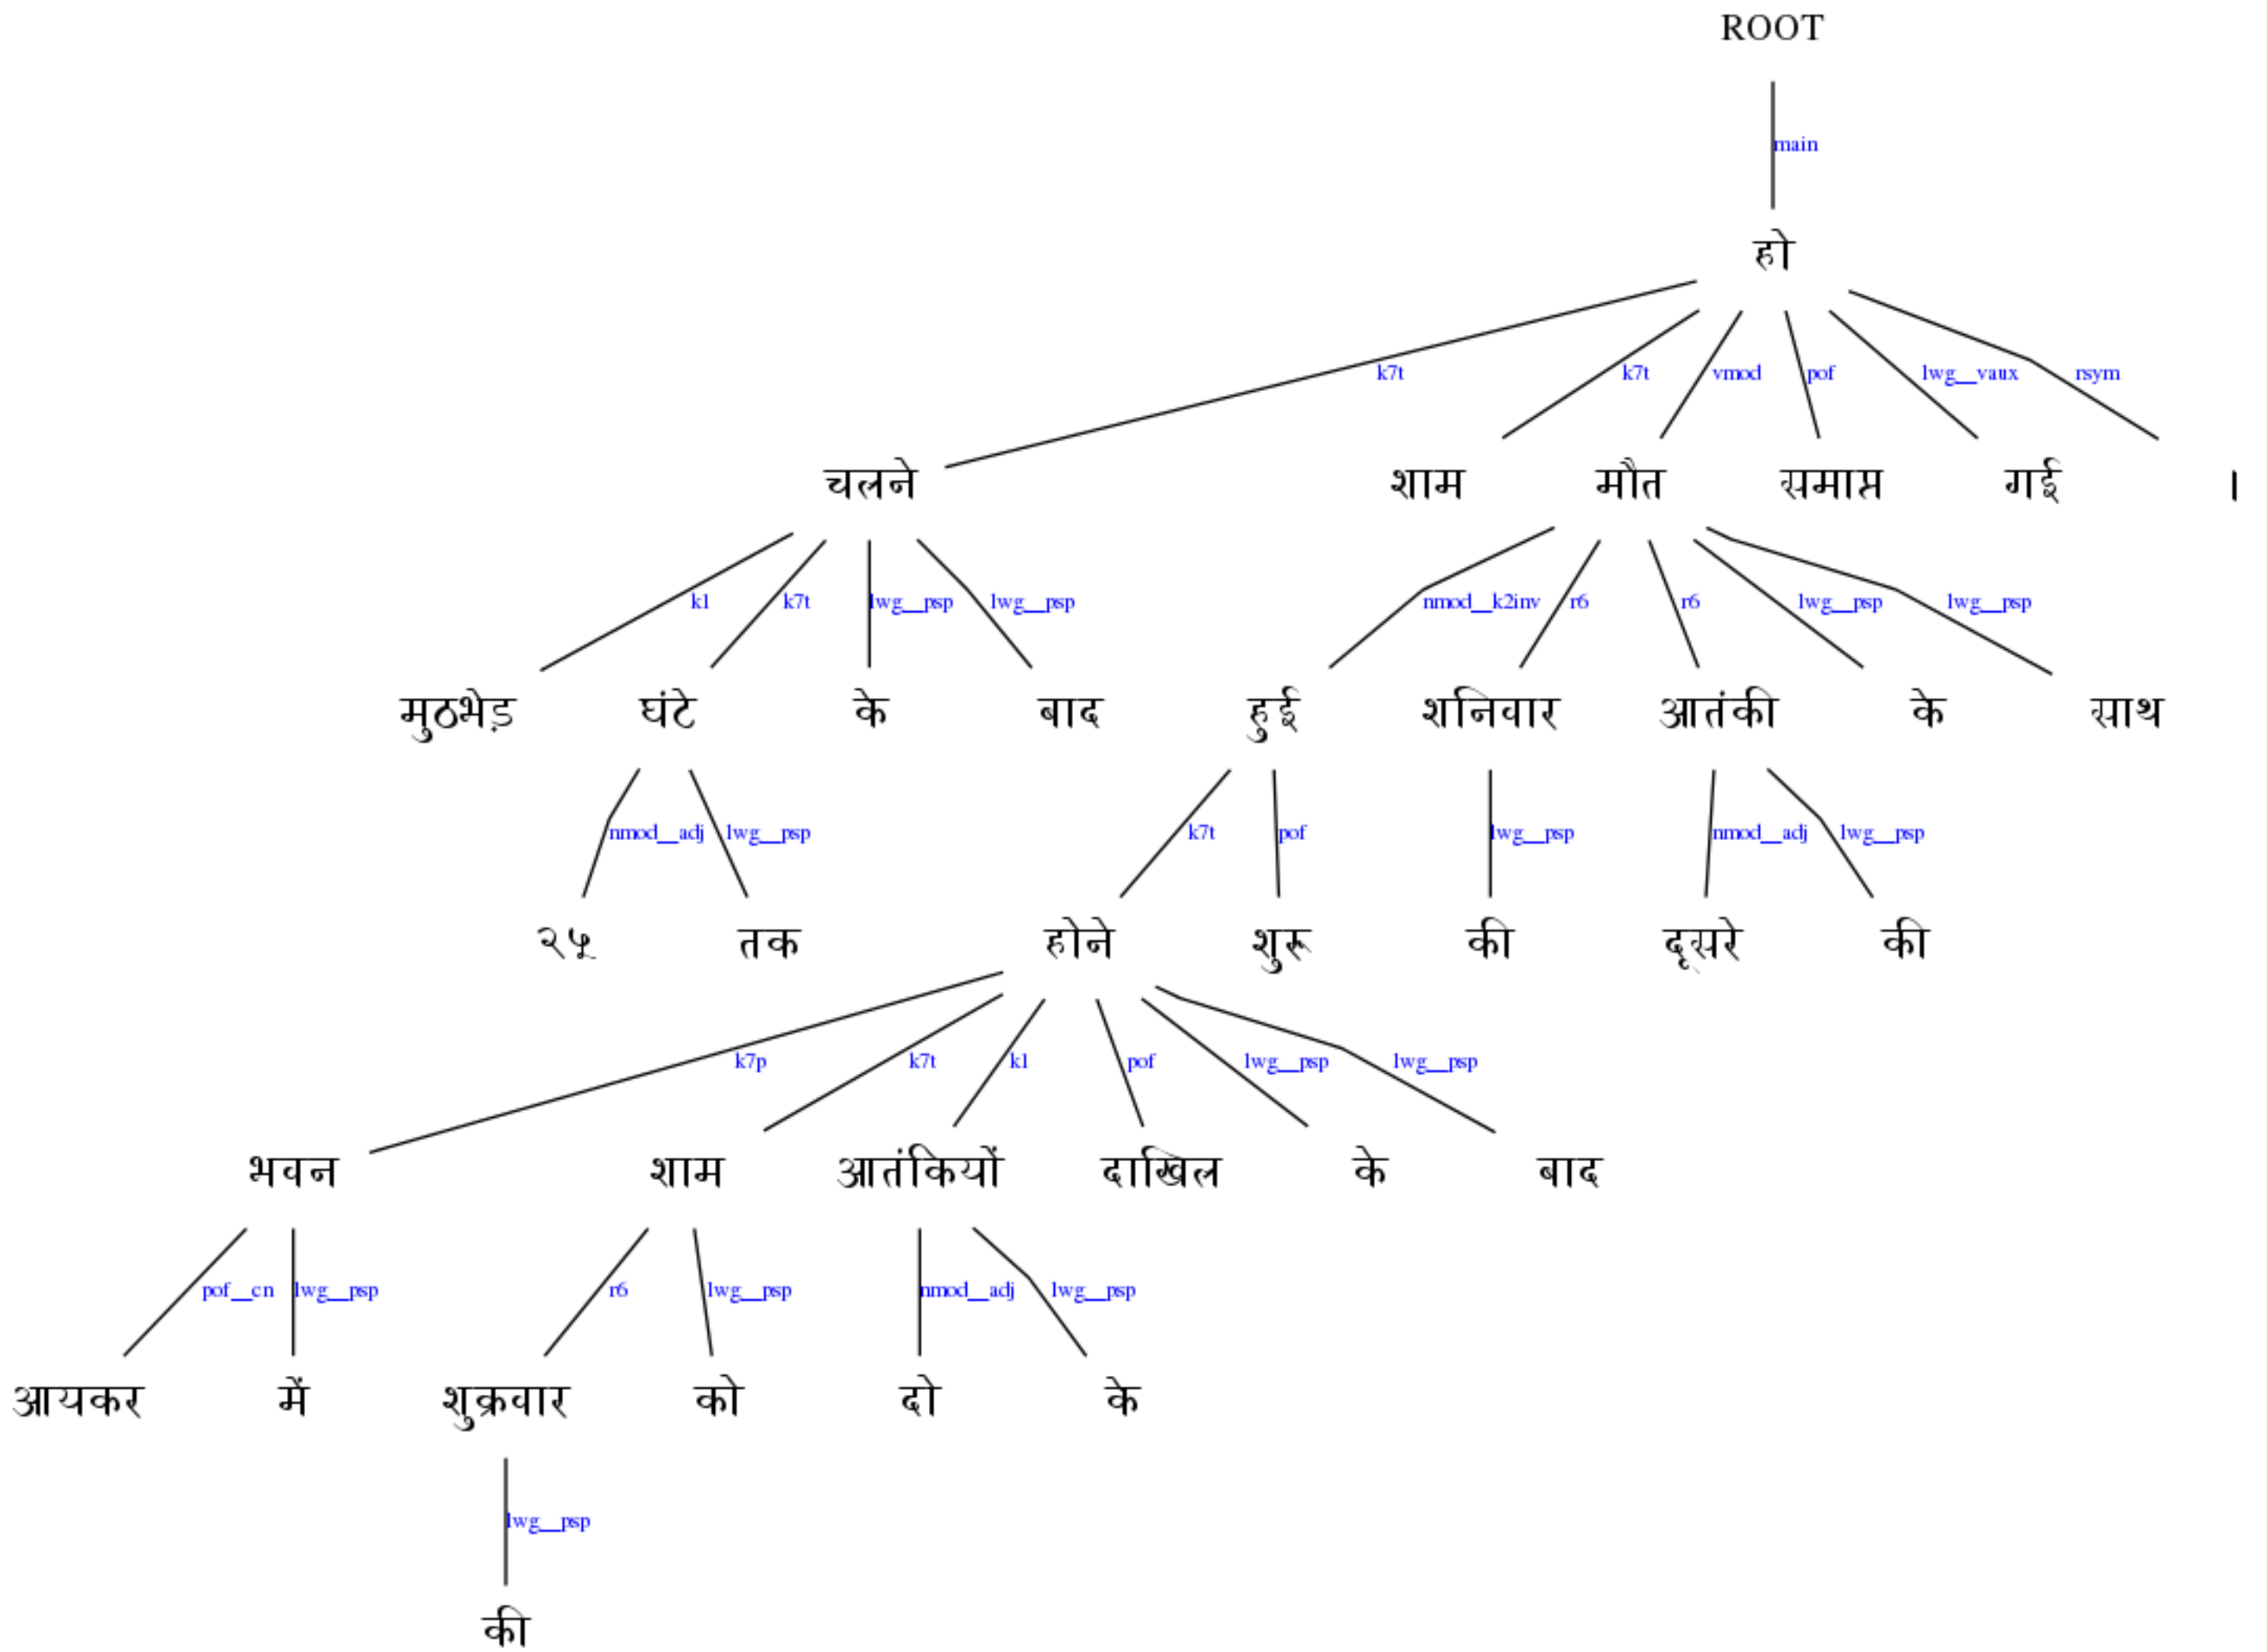 ROOT
main
हो
k7t k7t vmod pof lwg__vaux rsym
चलने शाम मौत समाप्त गई ।
k1 k7t lwg__psp lwg__psp nmod__k2inv r6 r6 lwg__psp lwg__psp
मुठभेड़ घंटे के बाद हुई शनिवार आतंकी के साथ
nmod__adj lwg__psp k7t pof lwg__psp nmod__adj lwg__psp
२५ तक होने शुरू की दूसरे की
k7p k7t k1 pof lwg__psp lwg__psp
भवन शाम आतंकियों दाखिल के बाद
pof__cn lwg__psp r6 lwg__psp nmod__adj lwg__psp
आयकर में शुक्रवार को दो के
lwg__psp
की